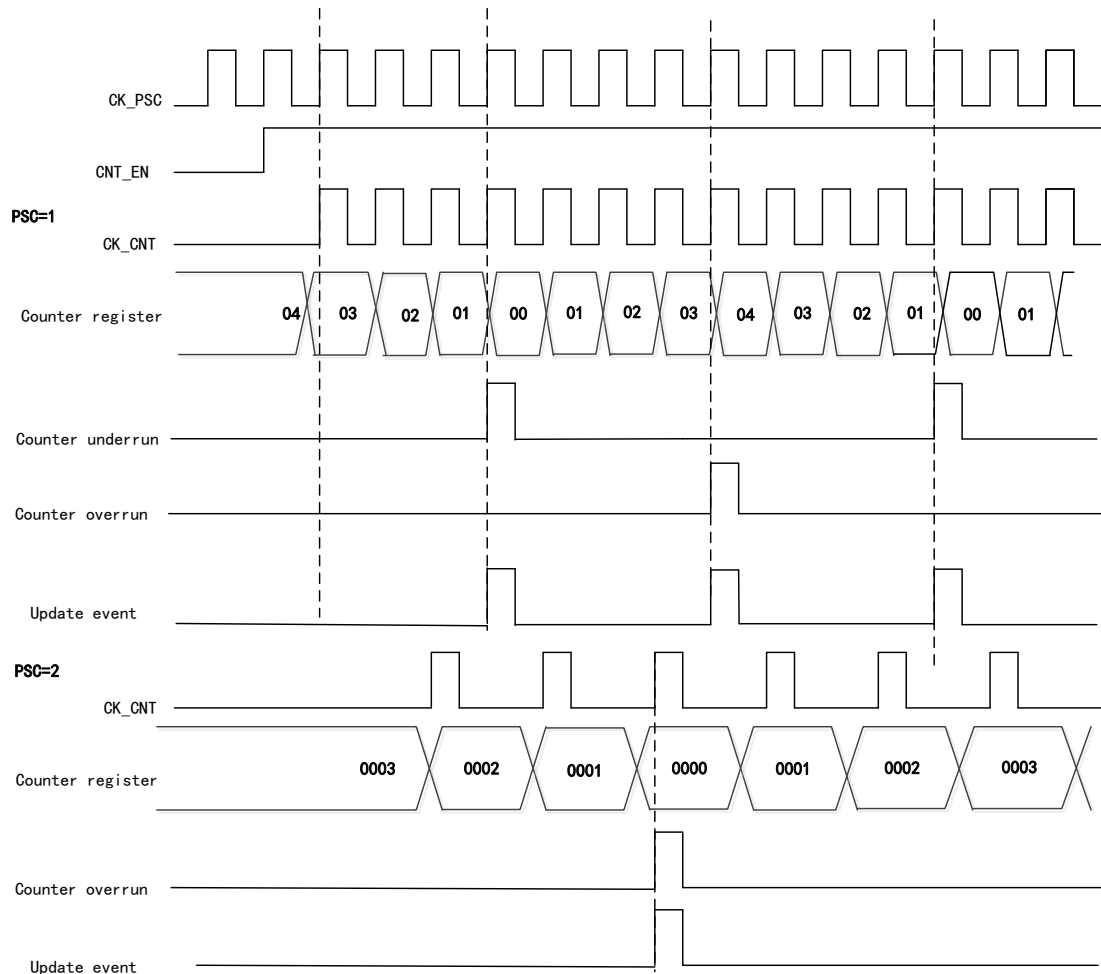 CK_PSC
CNT_EN
PSC=1
CK_CNT
Counter register 04 03 02 01 00 01 02 03 04 03 02 01 00 01
Counter underrun
Counter overrun
Update event
PSC=2
CK_CNT
Counter register 0003 0002 0001 0000 0001 0002 0003
Counter overrun
Update event